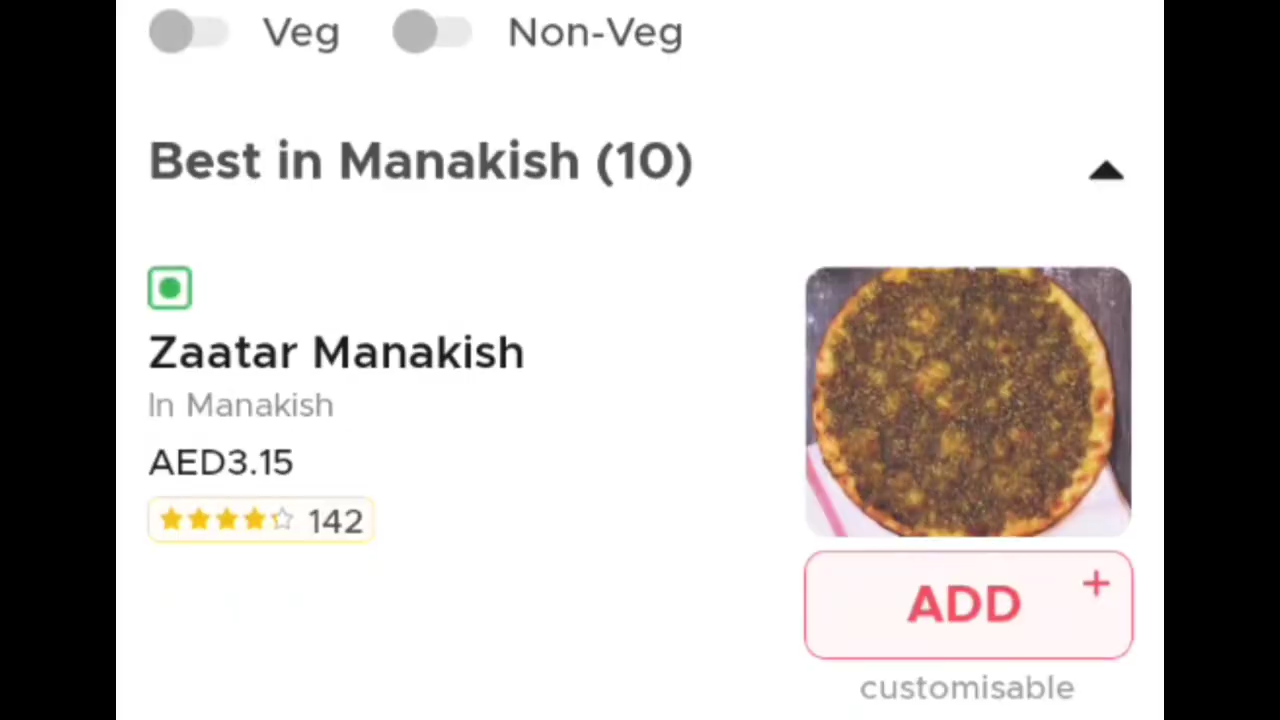 Veg Non-Veg
Best in Manakish (10)
Zaatar Manakish
In Manakish
AED3.15
142
ADD +
customisable